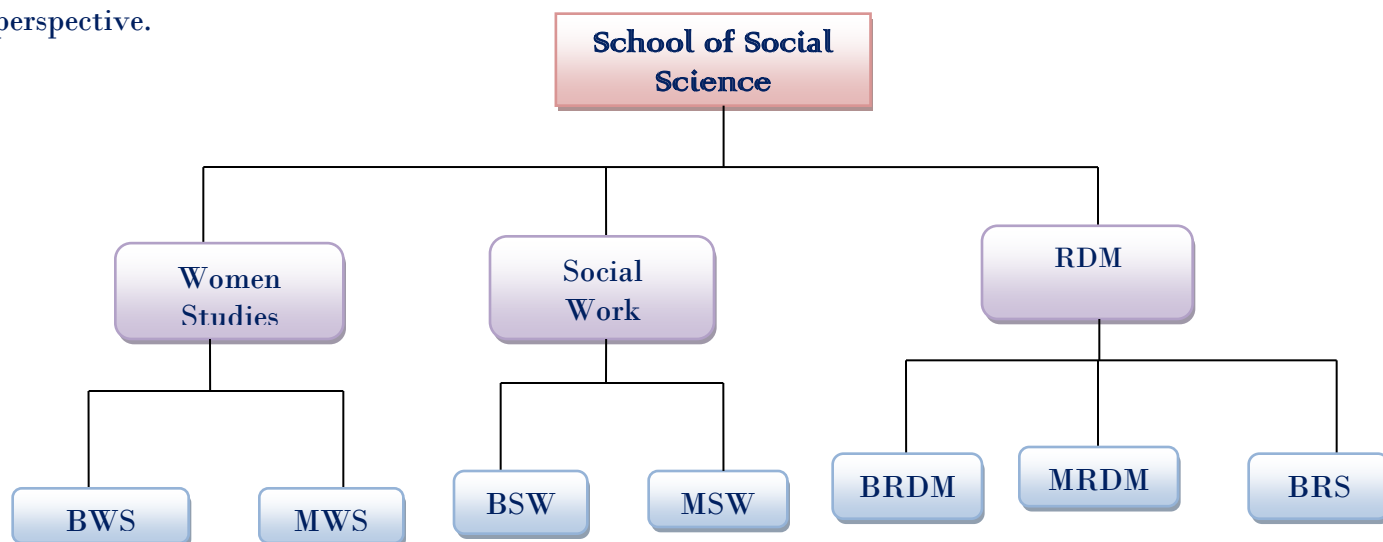 perspective.
School of Social
Science
Women
Studies
Social
Work
RDM
BWS
MWS
BSW
MSW
BRDM
MRDM
BRS